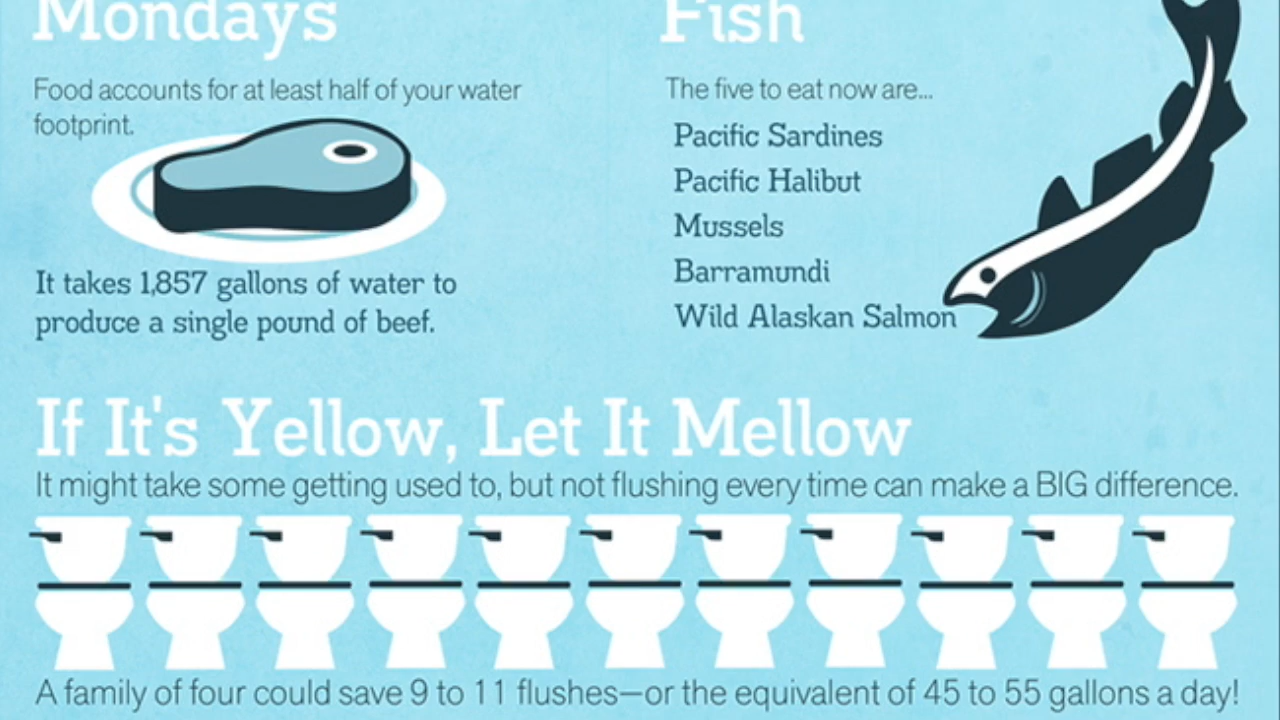 Mondays
Food accounts for at least half of your water
footprint.
It takes 1,857 gallons of water to
produce a single pound of beef.
Fish
The five to eat now are...
Pacific Sardines
Pacific Halibut
Mussels
Barramundi
Wild Alaskan Salmon
If It's Yellow, Let It Mellow
It might take some getting used to, but not flushing every time can make a BIG difference.
A family of four could save 9 to 11 flushes—or the equivalent of 45 to 55 gallons a day!